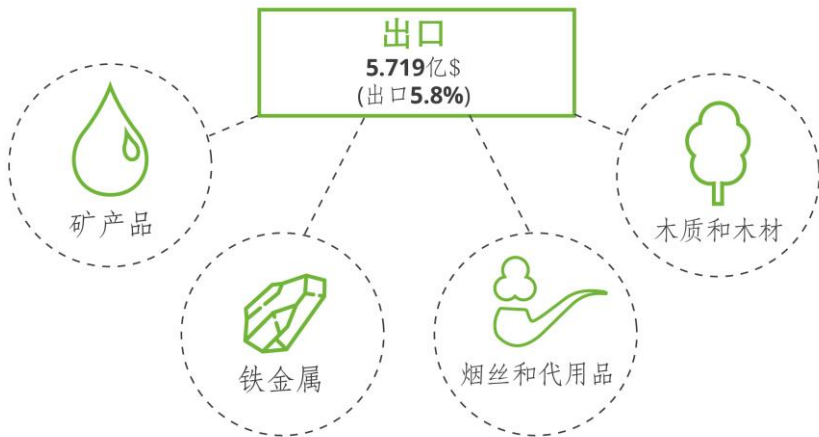 出口
5.719亿$
(出口5.8%)
矿产品
木质和木材
铁金属
烟丝和代用品